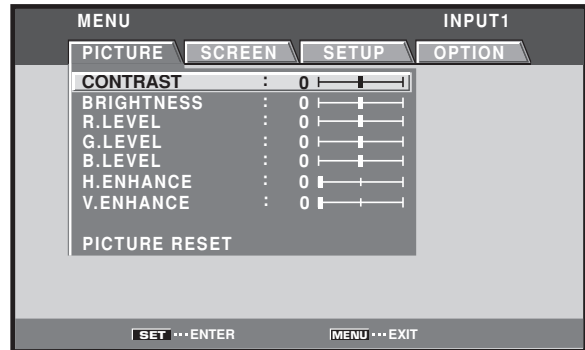 MENU INPUT1
PICTURE SCREEN SETUP OPTION
CONTRAST : 0
BRIGHTNESS : 0
R.LEVEL : 0
G.LEVEL : 0
B.LEVEL : 0
H.ENHANCE : 0
V.ENHANCE : 0
PICTURE RESET
SET ···ENTER MENU ···EXIT